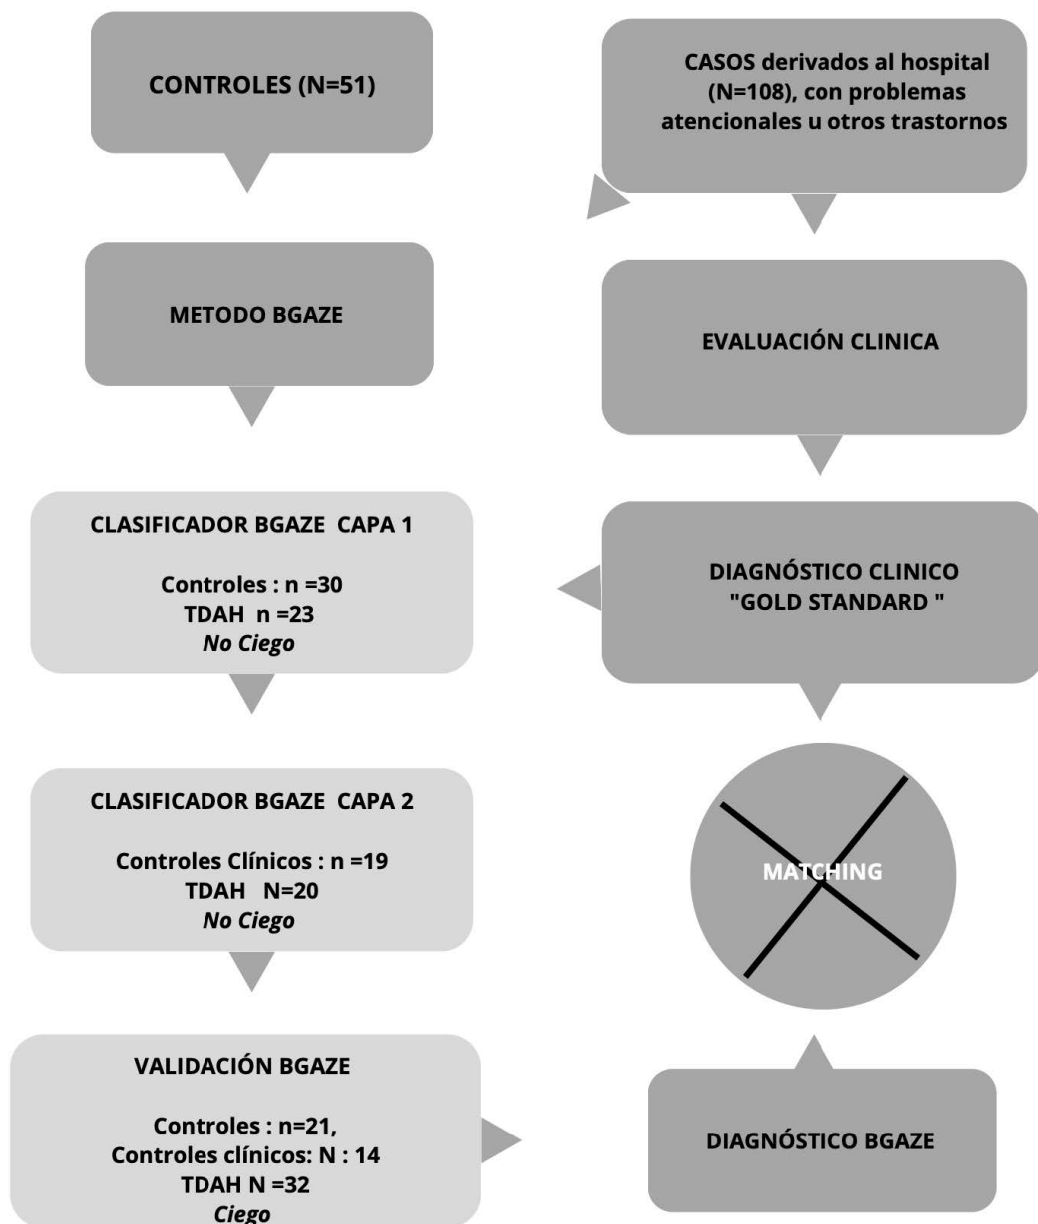 CONTROLES (N=51)
METODO BGAZE
CLASIFICADOR BGAZE  CAPA 1
Controles : n =30
TDAH  n =23
No Ciego
CLASIFICADOR BGAZE  CAPA 2
Controles Clínicos : n =19
TDAH   N=20
No Ciego
VALIDACIÓN BGAZE
Controles : n=21,
Controles clínicos: N : 14
TDAH N =32
Ciego
CASOS derivados al hospital
(N=108), con problemas
atencionales u otros trastornos
EVALUACIÓN CLINICA
DIAGNÓSTICO CLINICO
"GOLD STANDARD "
MATCHING
DIAGNÓSTICO BGAZE